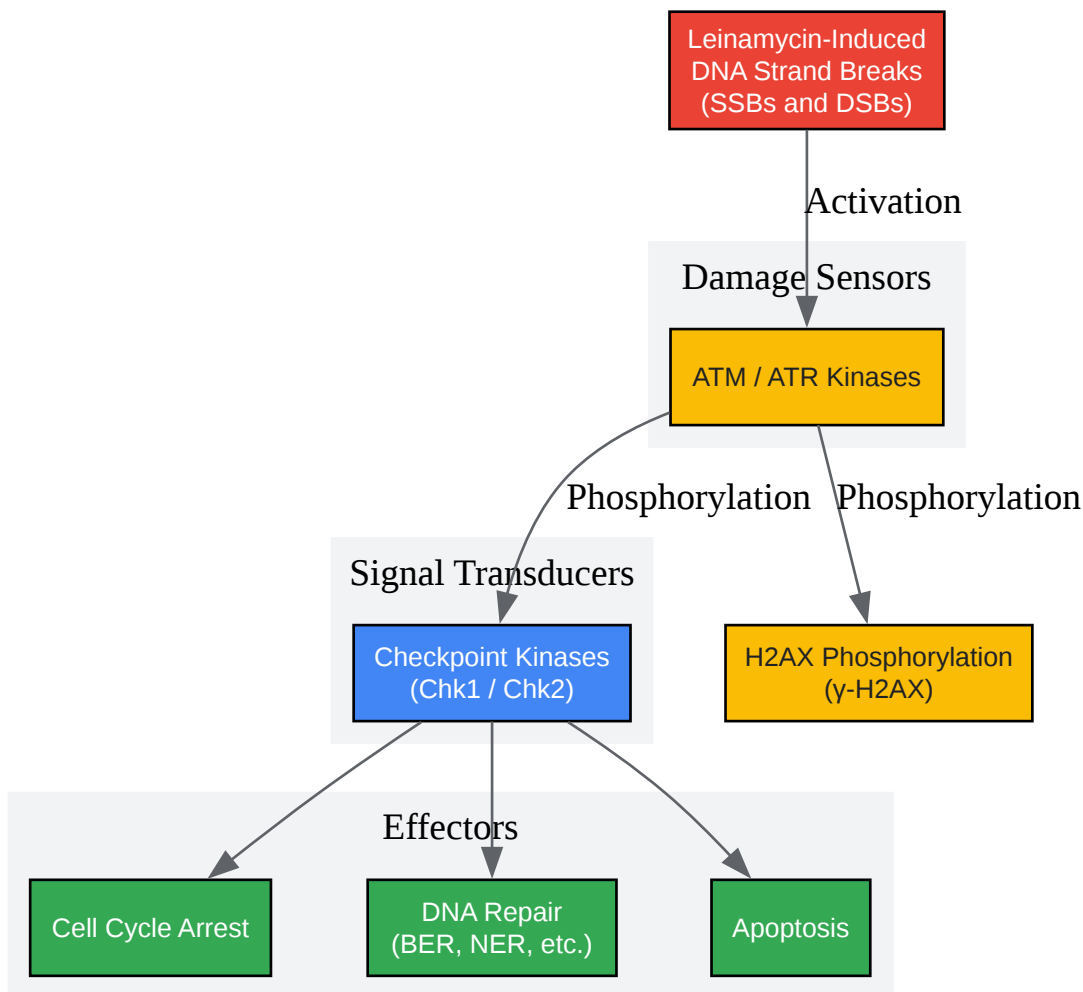 Leinamycin-Induced
DNA Strand Breaks
(SSBs and DSBs)
Activation
Damage Sensors
ATM / ATR Kinases
Phosphorylation
Phosphorylation
Signal Transducers
Checkpoint Kinases
(Chk1 / Chk2)
H2AX Phosphorylation
(γ-H2AX)
Effectors
Cell Cycle Arrest
DNA Repair
(BER, NER, etc.)
Apoptosis